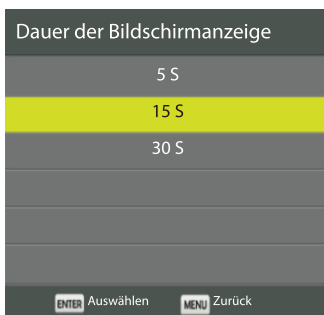 Dauer der Bildschirmanzeige
5 S
15 S
30 S
ENTER Auswählen MENU Zurück